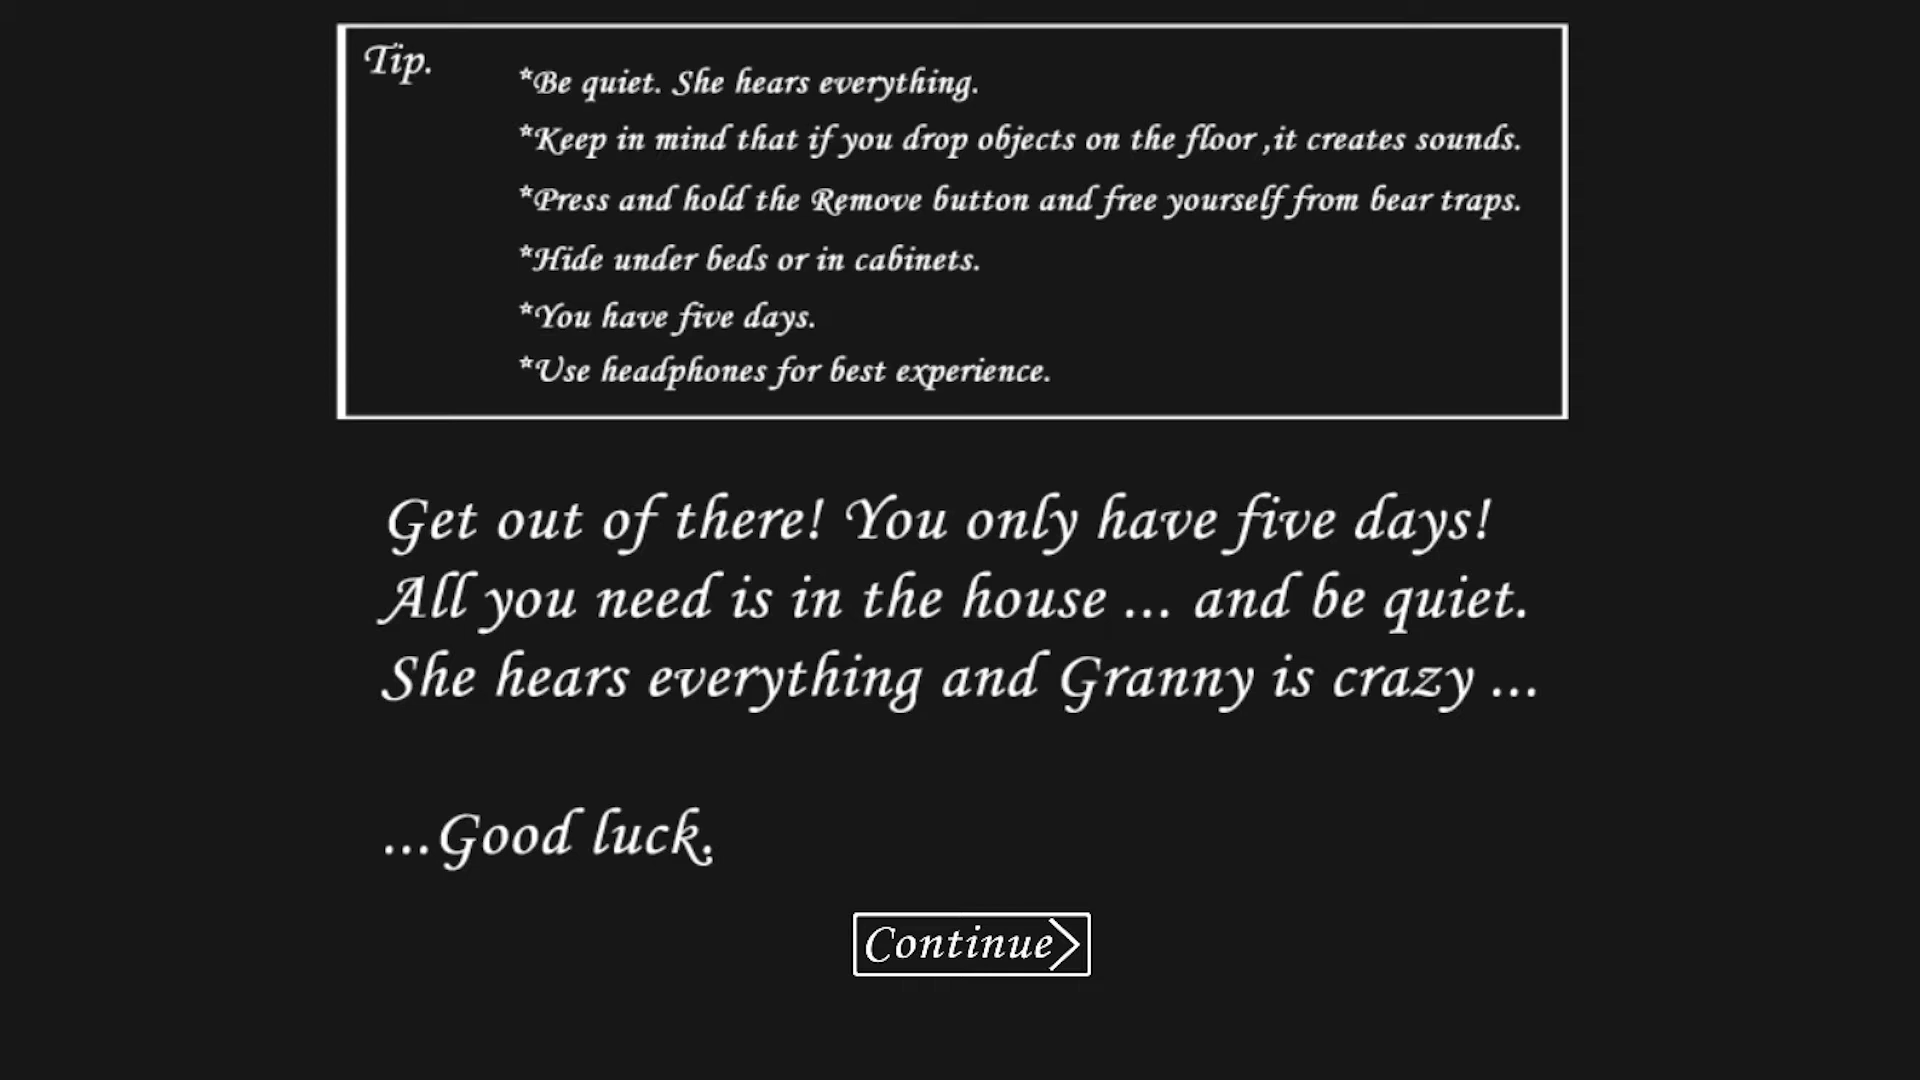 Tip.
*Be quiet. She hears everything.
*Keep in mind that if you drop objects on the floor ,it creates sounds.
*Press and hold the Remove button and free yourself from bear traps.
*Hide under beds or in cabinets.
*You have five days.
*Use headphones for best experience.
Get out of there! You only have five days!
All you need is in the house ... and be quiet.
She hears everything and Granny is crazy ...
...Good luck.
Continue>